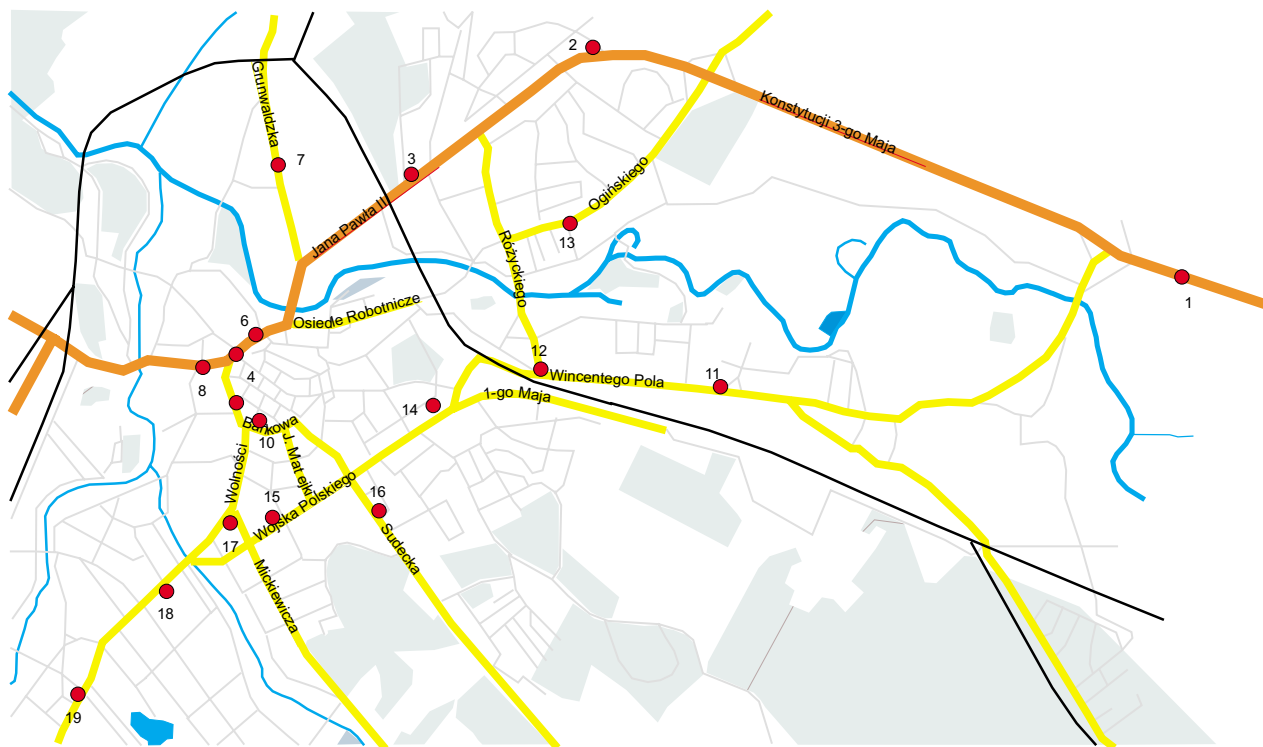 2
Grunwaldzka
Konstytucji 3-go Maja
3
7
Ogińskiego
Jana Pawła II
13
Różyckiego
1
Osiedle Robotnicze
6
12
4
8
Wincentego Pola
11
1-go Maja
14
Bankowa
10
J. Matejki
Wolności
Wojska Polskiego
15
16
17
Sudecka
Mickiewicza
18
19